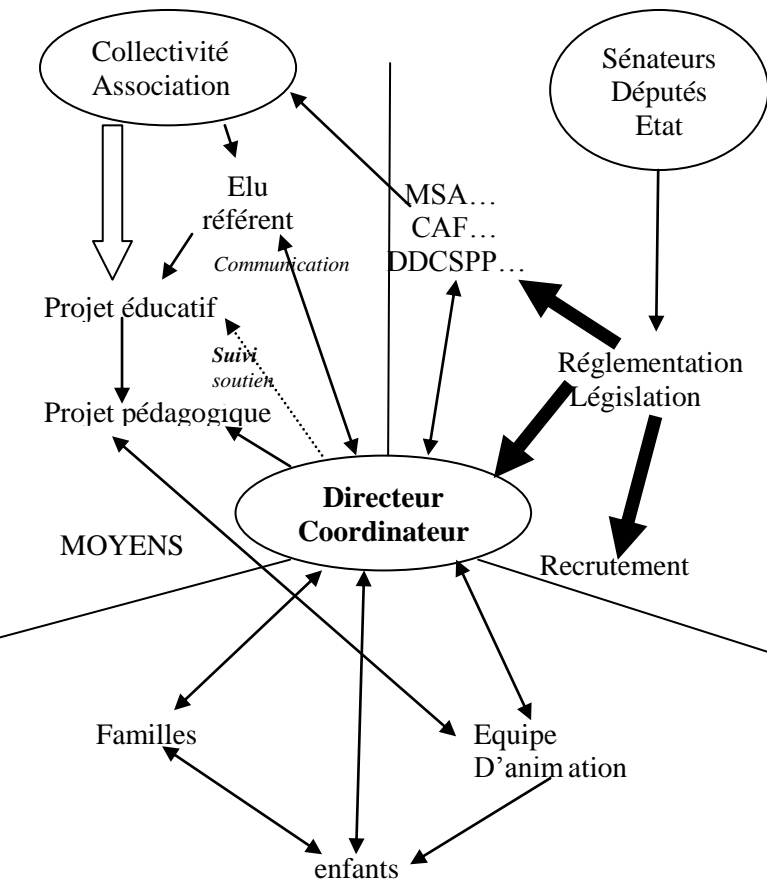 Collectivité
Association
Sénateurs
Députés
Etat
Elu
référent
MSA…
CAF…
DDCSPP…
Communication
Projet éducatif
Suivi
soutien
Réglementation
Législation
Projet pédagogique
Directeur
Coordinateur
MOYENS
Recrutement
Familles
Equipe
D'animation
enfants